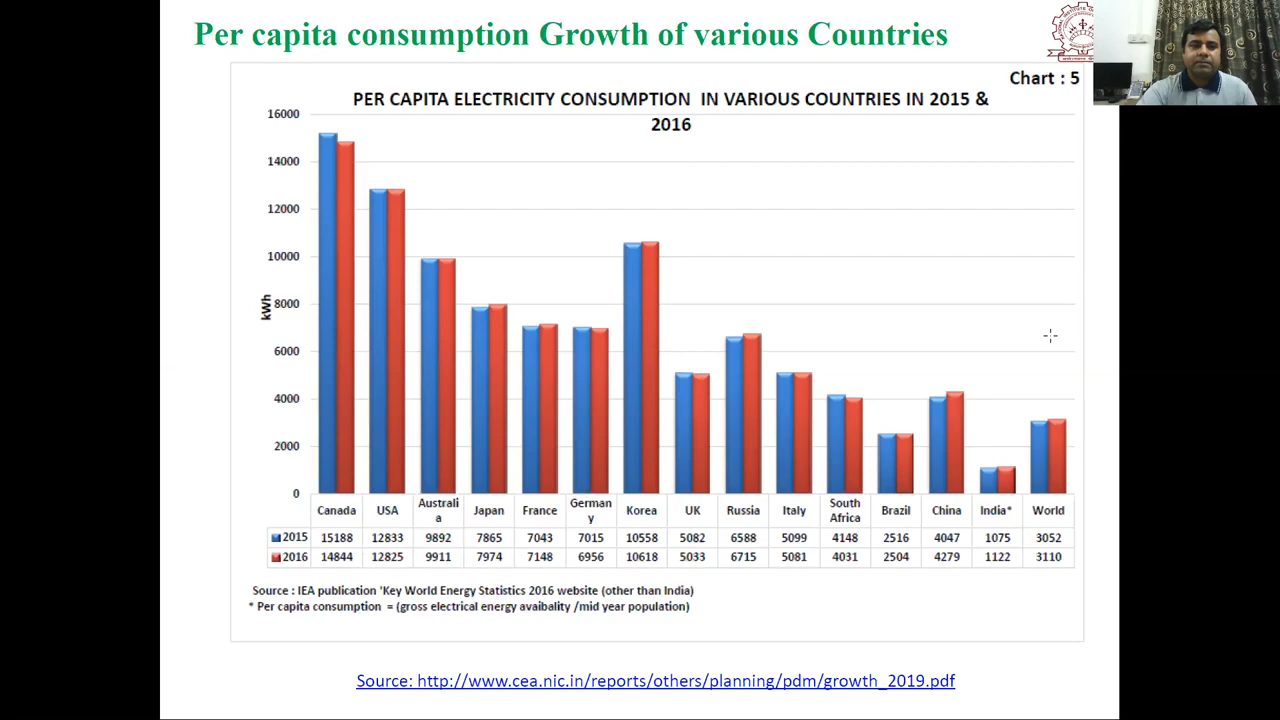 Per capita consumption Growth of various Countries
Chart : 5
PER CAPITA ELECTRICITY CONSUMPTION IN VARIOUS COUNTRIES IN 2015 &
2016
16000
14000
12000
10000
8000
6000
4000
2000
0
kWh
Canada USA Australi a Japan France German y Korea UK Russia Italy South Africa Brazil China India* World
2015 15188 12833 9892 7865 7043 7015 10558 5082 6588 5099 4148 2516 4047 1075 3052
2016 14844 12825 9911 7974 7148 6956 10618 5033 6715 5081 4031 2504 4279 1122 3110
Source : IEA publication 'Key World Energy Statistics 2016 website (other than India)
* Per capita consumption = (gross electrical energy avaibality /mid year population)
Source: http://www.cea.nic.in/reports/others/planning/pdm/growth_2019.pdf